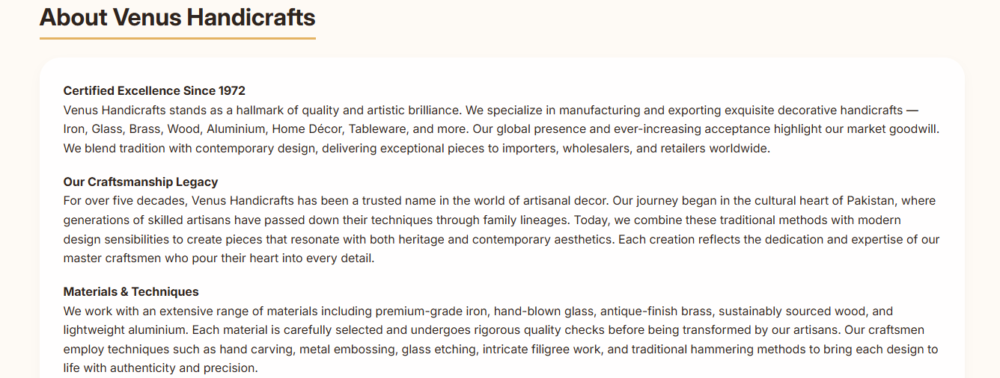 About Venus Handicrafts
Certified Excellence Since 1972
Venus Handicrafts stands as a hallmark of quality and artistic brilliance. We specialize in manufacturing and exporting exquisite decorative handicrafts —
Iron, Glass, Brass, Wood, Aluminium, Home Décor, Tableware, and more. Our global presence and ever-increasing acceptance highlight our market goodwill.
We blend tradition with contemporary design, delivering exceptional pieces to importers, wholesalers, and retailers worldwide.
Our Craftsmanship Legacy
For over five decades, Venus Handicrafts has been a trusted name in the world of artisanal decor. Our journey began in the cultural heart of Pakistan, where
generations of skilled artisans have passed down their techniques through family lineages. Today, we combine these traditional methods with modern
design sensibilities to create pieces that resonate with both heritage and contemporary aesthetics. Each creation reflects the dedication and expertise of our
master craftsmen who pour their heart into every detail.
Materials & Techniques
We work with an extensive range of materials including premium-grade iron, hand-blown glass, antique-finish brass, sustainably sourced wood, and
lightweight aluminium. Each material is carefully selected and undergoes rigorous quality checks before being transformed by our artisans. Our craftsmen
employ techniques such as hand carving, metal embossing, glass etching, intricate filigree work, and traditional hammering methods to bring each design to
life with authenticity and precision.